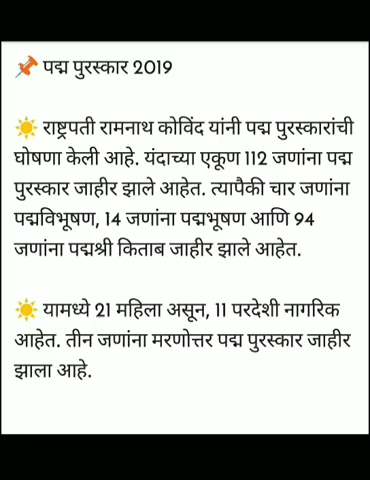 📌 पद्म पुरस्कार 2019
☀️ राष्ट्रपती रामनाथ कोविंद यांनी पद्म पुरस्कारांची
घोषणा केली आहे. यंदाच्या एकूण 112 जणांना पद्म
पुरस्कार जाहीर झाले आहेत. त्यापैकी चार जणांना
पद्मविभूषण, 14 जणांना पद्मभूषण आणि 94
जणांना पद्मश्री किताब जाहीर झाले आहेत.
☀️ यामध्ये 21 महिला असून, 11 परदेशी नागरिक
आहेत. तीन जणांना मरणोत्तर पद्म पुरस्कार जाहीर
झाला आहे.